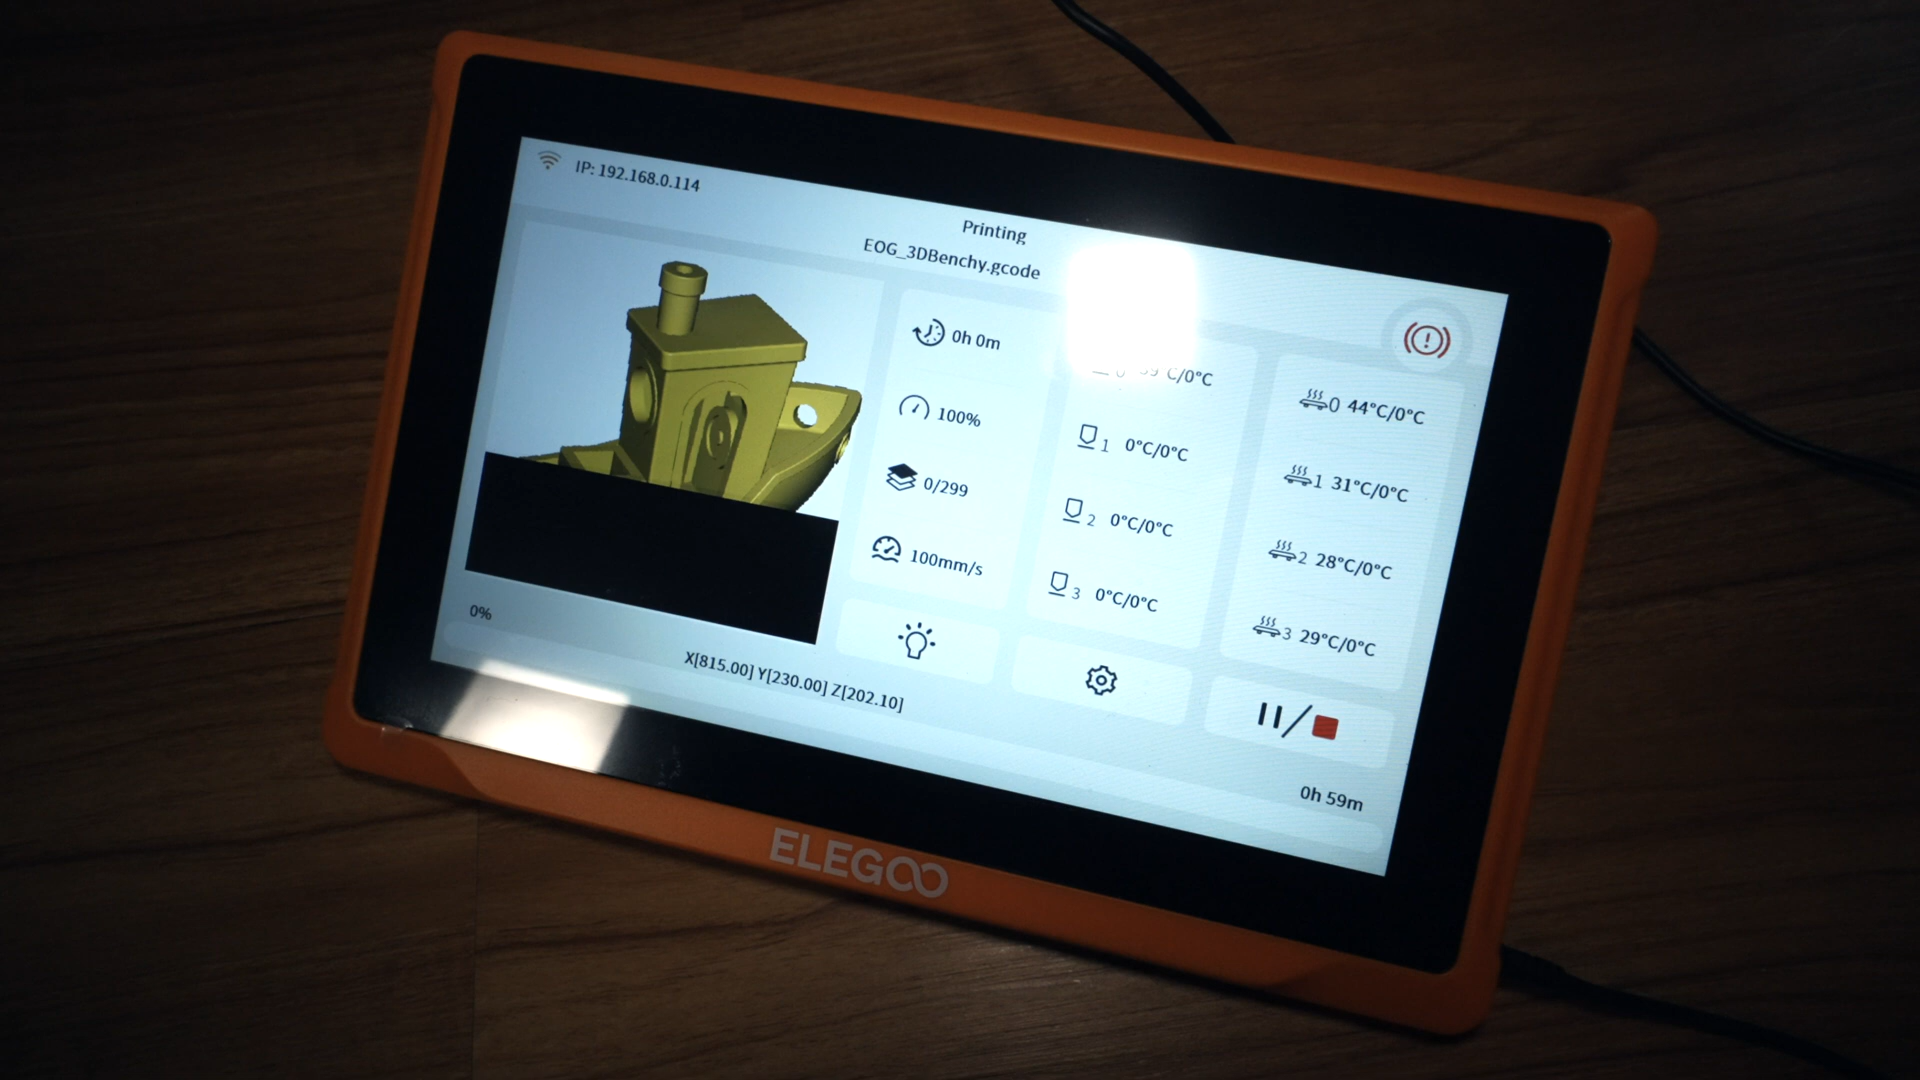 IP: 192.168.0.114
Printing
EOG_3DBenchy.gcode
0h 0m
100%
0/299
100mm/s
C/0°C
1 0°C/0°C
2 0°C/0°C
3 0°C/0°C
0 44°C/0°C
1 31°C/0°C
2 28°C/0°C
3 29°C/0°C
0%
X[815.00] Y[230.00] Z[202.10]
0h 59m
ELEGOO